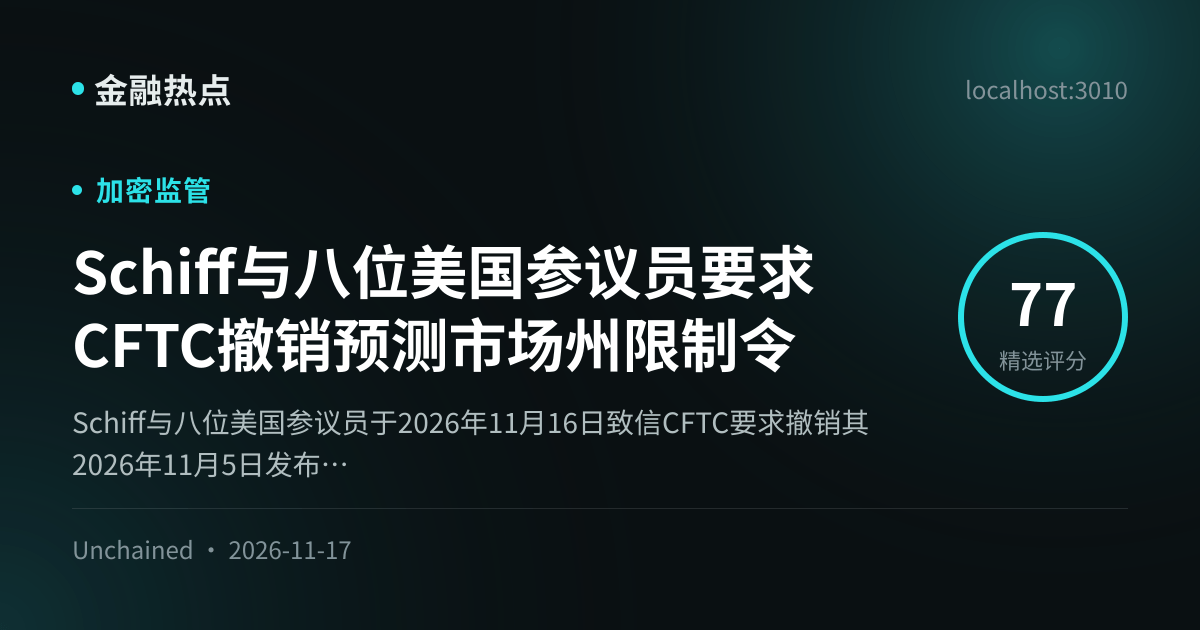 金融热点
localhost:3010
加密监管
Schiff与八位美国参议员要求
CFTC撤销预测市场州限制令
77
精选评分
Schiff与八位美国参议员于2026年11月16日致信CFTC要求撤销其
2026年11月5日发布…
Unchained · 2026-11-17